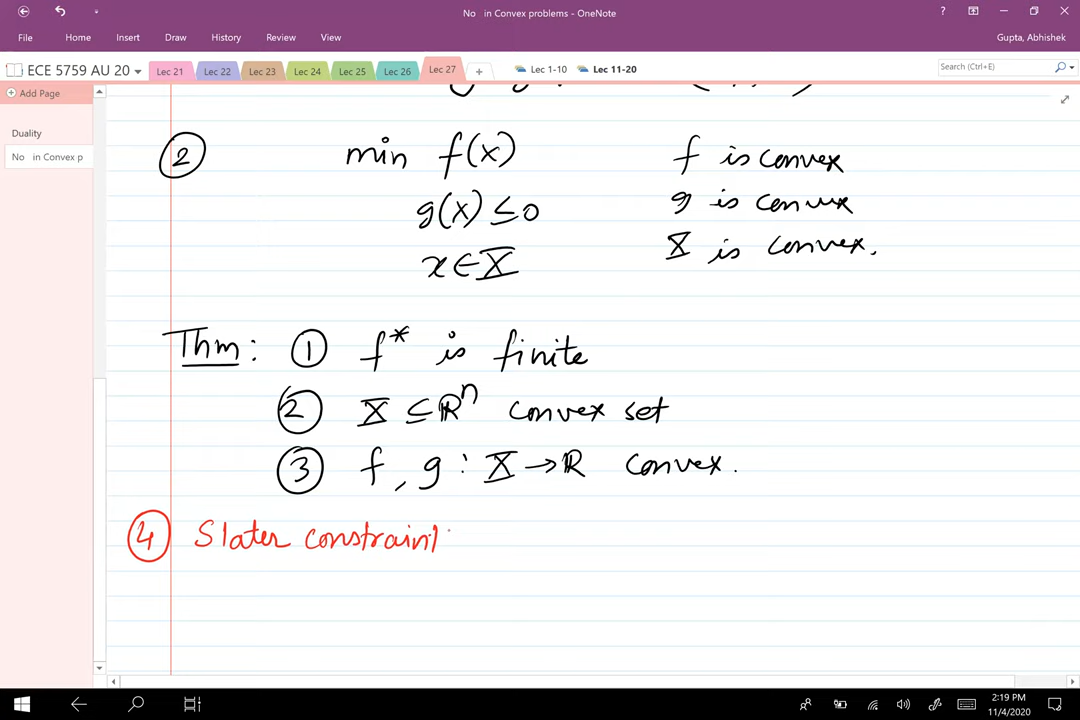 No in Convex problems - OneNote
Gupta, Abhishek
File Home Insert Draw History Review View
ECE 5759 AU 20 Lec 21 Lec 22 Lec 23 Lec 24 Lec 25 Lec 26 Lec 27 + Lec 1-10 Lec 11-20 Search (Ctrl+E)
Add Page
Duality
No in Convex p
② min f(x) f is convex
g(x) ≤ 0 g is convex
x ∈ X X is convex.
Thm: ① f* is finite
② X ⊆ ℝⁿ convex set
③ f, g : X → ℝ convex.
④ Slater constraint
2:19 PM
11/4/2020